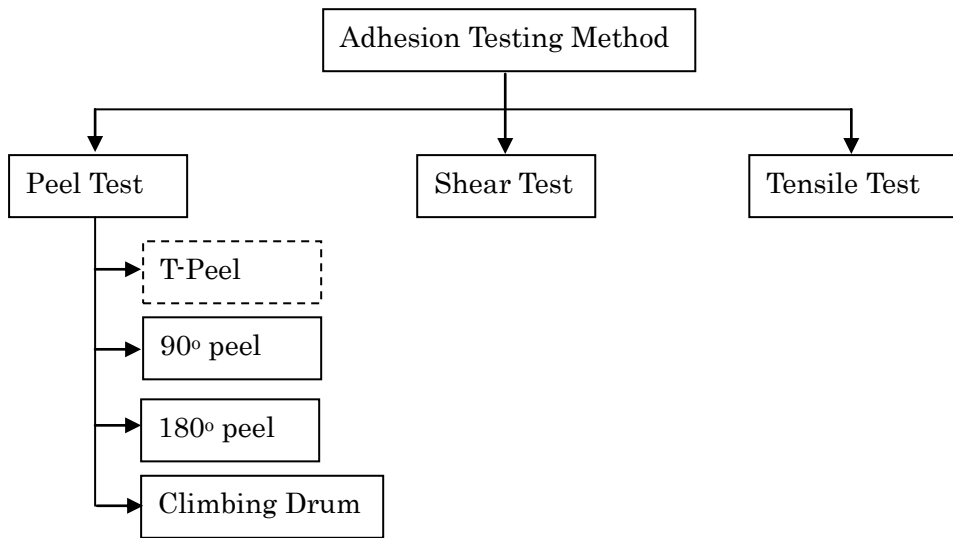 Adhesion Testing Method
Peel Test
Shear Test
Tensile Test
T-Peel
90º peel
180º peel
Climbing Drum